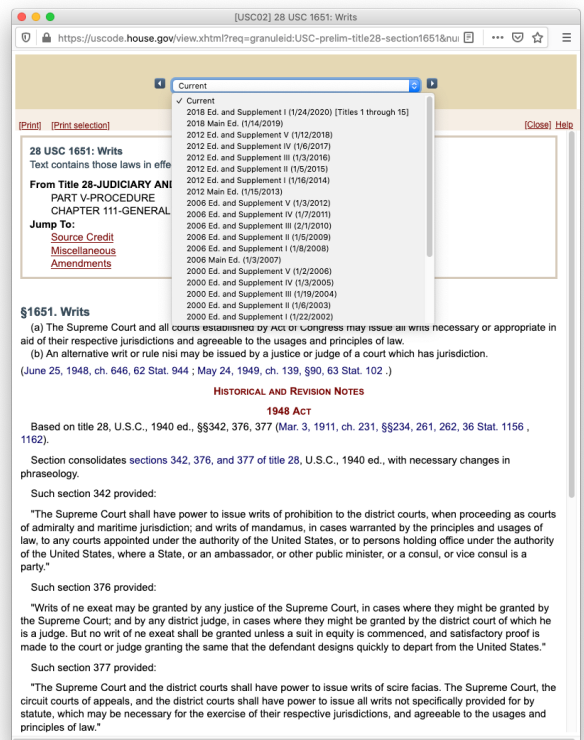 [USC02] 28 USC 1651: Writs
https://uscode.house.gov/view.xhtml?req=granuleid:USC-prelim-title28-section1651&nu
Current
✓ Current
2018 Ed. and Supplement I (1/24/2020) [Titles 1 through 15]
2018 Main Ed. (1/14/2019)
2012 Ed. and Supplement V (1/12/2018)
2012 Ed. and Supplement IV (1/6/2017)
2012 Ed. and Supplement III (1/3/2016)
2012 Ed. and Supplement II (1/5/2015)
2012 Ed. and Supplement I (1/16/2014)
2012 Main Ed. (1/15/2013)
2006 Ed. and Supplement V (1/3/2012)
2006 Ed. and Supplement IV (1/7/2011)
2006 Ed. and Supplement III (2/1/2010)
2006 Ed. and Supplement II (1/5/2009)
2006 Ed. and Supplement I (1/8/2008)
2006 Main Ed. (1/3/2007)
2000 Ed. and Supplement V (1/2/2006)
2000 Ed. and Supplement IV (1/3/2005)
2000 Ed. and Supplement III (1/19/2004)
2000 Ed. and Supplement II (1/6/2003)
2000 Ed. and Supplement I (1/22/2002)
[Print] [Print selection] [Close] Help
28 USC 1651: Writs
Text contains those laws in effe
From Title 28-JUDICIARY AND
PART V-PROCEDURE
CHAPTER 111-GENERAL
Jump To:
Source Credit
Miscellaneous
Amendments
§1651. Writs
(a) The Supreme Court and all courts established by Act of Congress may issue all writs necessary or appropriate in
aid of their respective jurisdictions and agreeable to the usages and principles of law.
(b) An alternative writ or rule nisi may be issued by a justice or judge of a court which has jurisdiction.
(June 25, 1948, ch. 646, 62 Stat. 944 ; May 24, 1949, ch. 139, §90, 63 Stat. 102 .)
HISTORICAL AND REVISION NOTES
1948 ACT
Based on title 28, U.S.C., 1940 ed., §§342, 376, 377 (Mar. 3, 1911, ch. 231, §§234, 261, 262, 36 Stat. 1156 ,
1162).
Section consolidates sections 342, 376, and 377 of title 28, U.S.C., 1940 ed., with necessary changes in
phraseology.
Such section 342 provided:
"The Supreme Court shall have power to issue writs of prohibition to the district courts, when proceeding as courts
of admiralty and maritime jurisdiction; and writs of mandamus, in cases warranted by the principles and usages of
law, to any courts appointed under the authority of the United States, or to persons holding office under the authority
of the United States, where a State, or an ambassador, or other public minister, or a consul, or vice consul is a
party."
Such section 376 provided:
"Writs of ne exeat may be granted by any justice of the Supreme Court, in cases where they might be granted by
the Supreme Court; and by any district judge, in cases where they might be granted by the district court of which he
is a judge. But no writ of ne exeat shall be granted unless a suit in equity is commenced, and satisfactory proof is
made to the court or judge granting the same that the defendant designs quickly to depart from the United States."
Such section 377 provided:
"The Supreme Court and the district courts shall have power to issue writs of scire facias. The Supreme Court, the
circuit courts of appeals, and the district courts shall have power to issue all writs not specifically provided for by
statute, which may be necessary for the exercise of their respective jurisdictions, and agreeable to the usages and
principles of law."